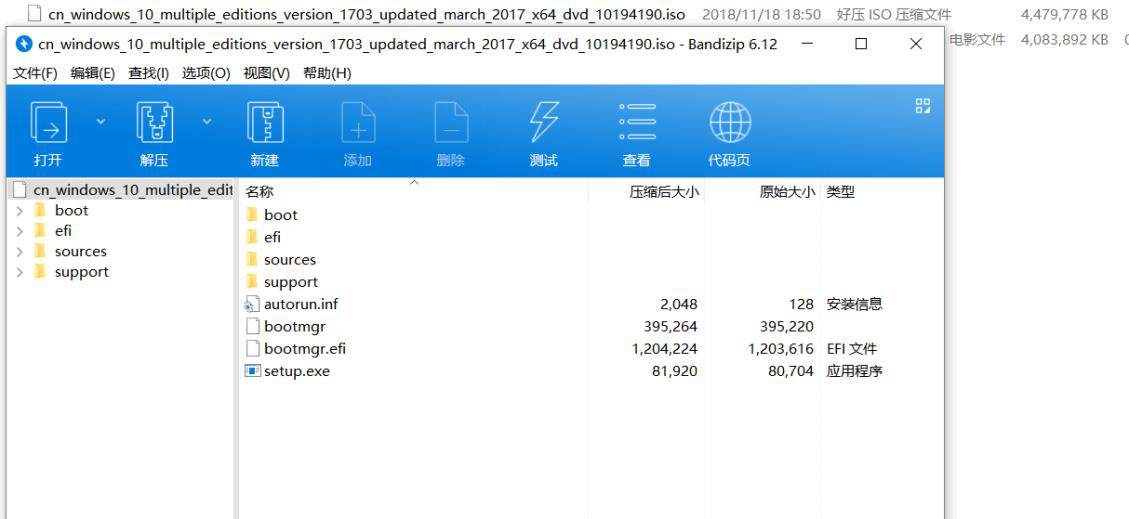 cn_windows_10_multiple_editions_version_1703_updated_march_2017_x64_dvd_10194190.iso 2018/11/18 18:50 好压 ISO 压缩文件 4,479,778 KB
cn_windows_10_multiple_editions_version_1703_updated_march_2017_x64_dvd_10194190.iso - Bandizip 6.12
电影文件 4,083,892 KB
文件(F) 编辑(E) 查找(I) 选项(O) 视图(V) 帮助(H)
打开 解压 新建 添加 删除 测试 查看 代码页
cn_windows_10_multiple_edit
boot
efi
sources
support
名称 压缩后大小 原始大小 类型
boot
efi
sources
support
autorun.inf 2,048 128 安装信息
bootmgr 395,264 395,220
bootmgr.efi 1,204,224 1,203,616 EFI 文件
setup.exe 81,920 80,704 应用程序